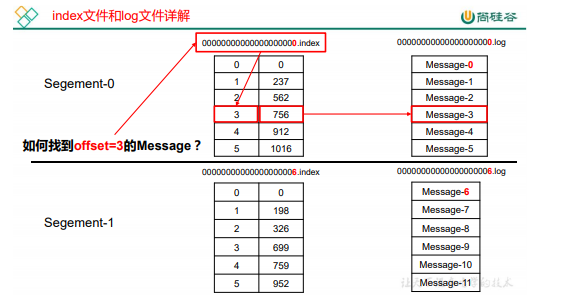 index文件和log文件详解
尚硅谷
00000000000000000000.index
00000000000000000000.log
Segement-0
0 0
1 237
2 562
3 756
4 912
5 1016
Message-0
Message-1
Message-2
Message-3
Message-4
Message-5
如何找到offset=3的Message？
00000000000000000006.index
00000000000000000006.log
Segement-1
0 0
1 198
2 326
3 699
4 759
5 952
Message-6
Message-7
Message-8
Message-9
Message-10
Message-11